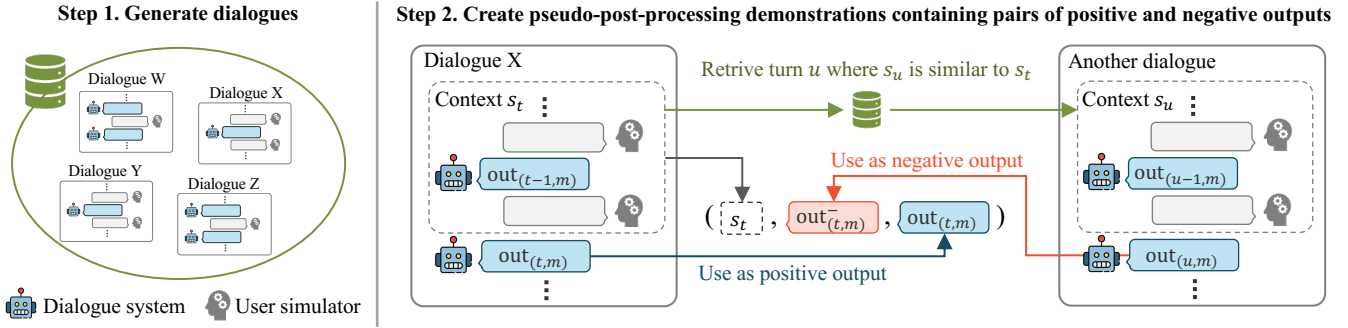 Step 1. Generate dialogues
Dialogue W
Dialogue X
Dialogue Y
Dialogue Z
Dialogue system
User simulator
Step 2. Create pseudo-post-processing demonstrations containing pairs of positive and negative outputs
Dialogue X
Context s_t
out_(t−1,m)
out_(t,m)
Retrive turn u where s_u is similar to s_t
Use as negative output
( s_t , out^−_(t,m) , out_(t,m) )
Use as positive output
Another dialogue
Context s_u
out_(u−1,m)
out_(u,m)